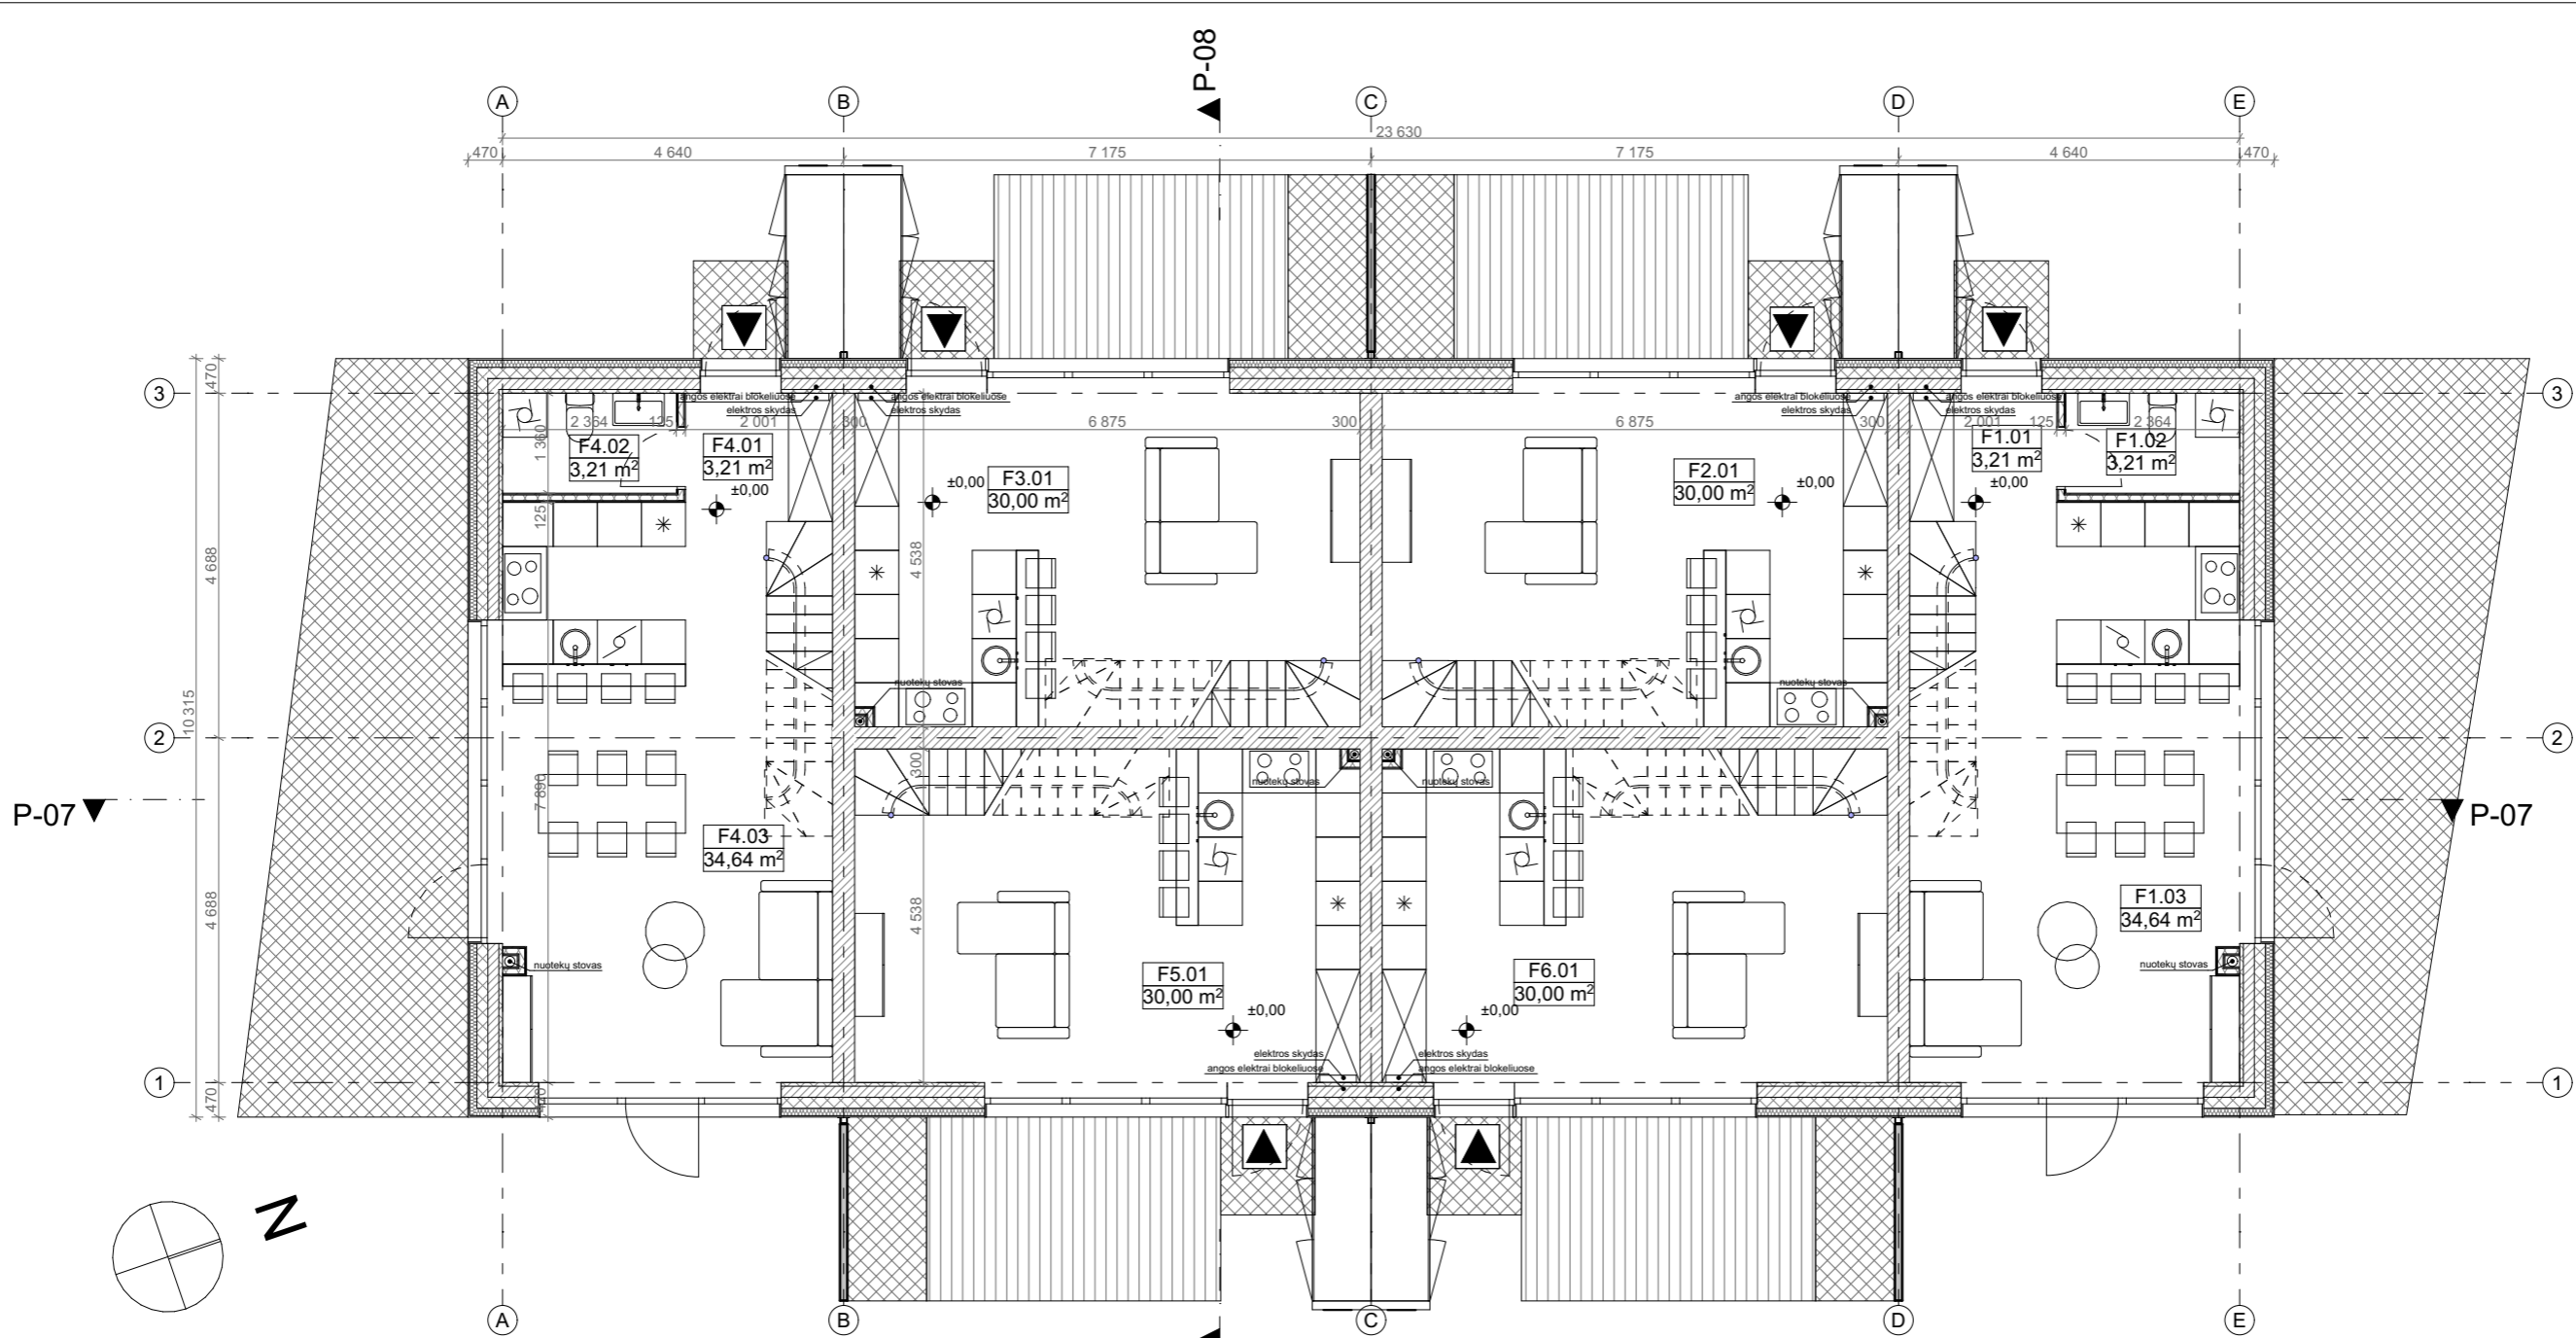 P-08
A
B
C
D
E
23 630
470
4 640
7 175
7 175
4 640
470
3
470
angos elektrai blokeliuose
elektros skydas
angos elektrai blokeliuose
elektros skydas
angos elektrai blokeliuose
elektros skydas
angos elektrai blokeliuose
elektros skydas
3
2 364
125
2 001
300
6 875
300
6 875
300
2 001
125
2 364
1 360
F4.02
3,21 m²
F4.01
3,21 m²
±0,00
±0,00
F3.01
30,00 m²
F2.01
30,00 m²
±0,00
F1.01
3,21 m²
±0,00
F1.02
3,21 m²
125
4 688
4 538
nuotekų stovas
nuotekų stovas
10 315
2
2
300
nuotekų stovas
nuotekų stovas
7 890
P-07
P-07
F4.03
34,64 m²
F1.03
34,64 m²
4 688
4 538
nuotekų stovas
F5.01
30,00 m²
F6.01
30,00 m²
nuotekų stovas
±0,00
±0,00
elektros skydas
angos elektrai blokeliuose
elektros skydas
angos elektrai blokeliuose
1
470
470
1
N
A
B
C
D
E